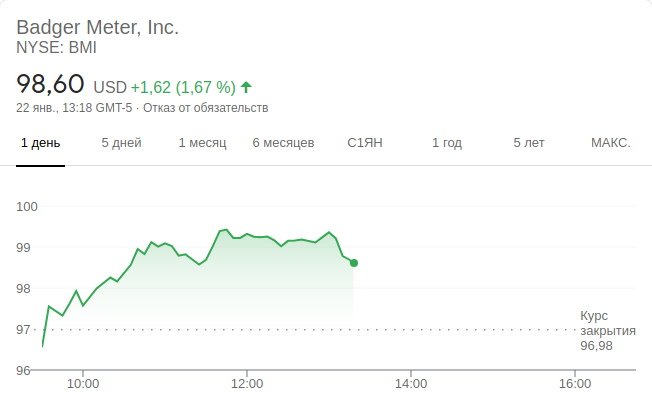 Badger Meter, Inc.
NYSE: BMI
98,60 USD +1,62 (1,67 %)
22 янв., 13:18 GMT-5 · Отказ от обязательств
1 день 5 дней 1 месяц 6 месяцев С1ЯН 1 год 5 лет МАКС.
100
99
98
97
96
Курс
закрытия
96,98
10:00 12:00 14:00 16:00